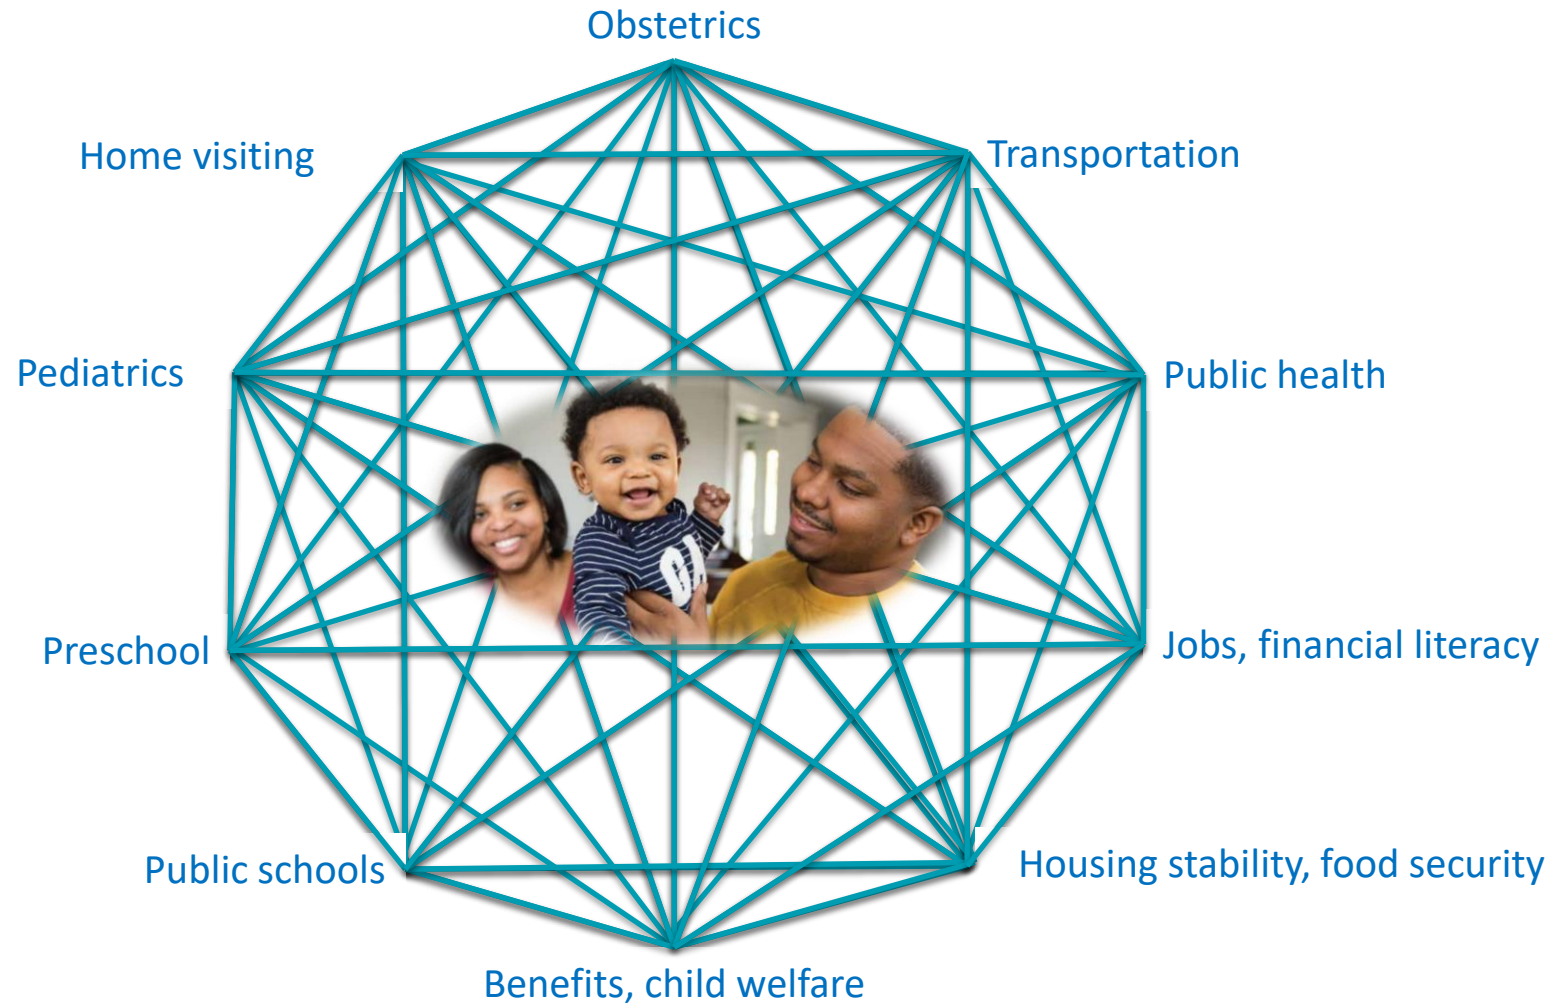 Obstetrics
Home visiting
Transportation
Pediatrics
Public health
Preschool
Jobs, financial literacy
Public schools
Housing stability, food security
Benefits, child welfare